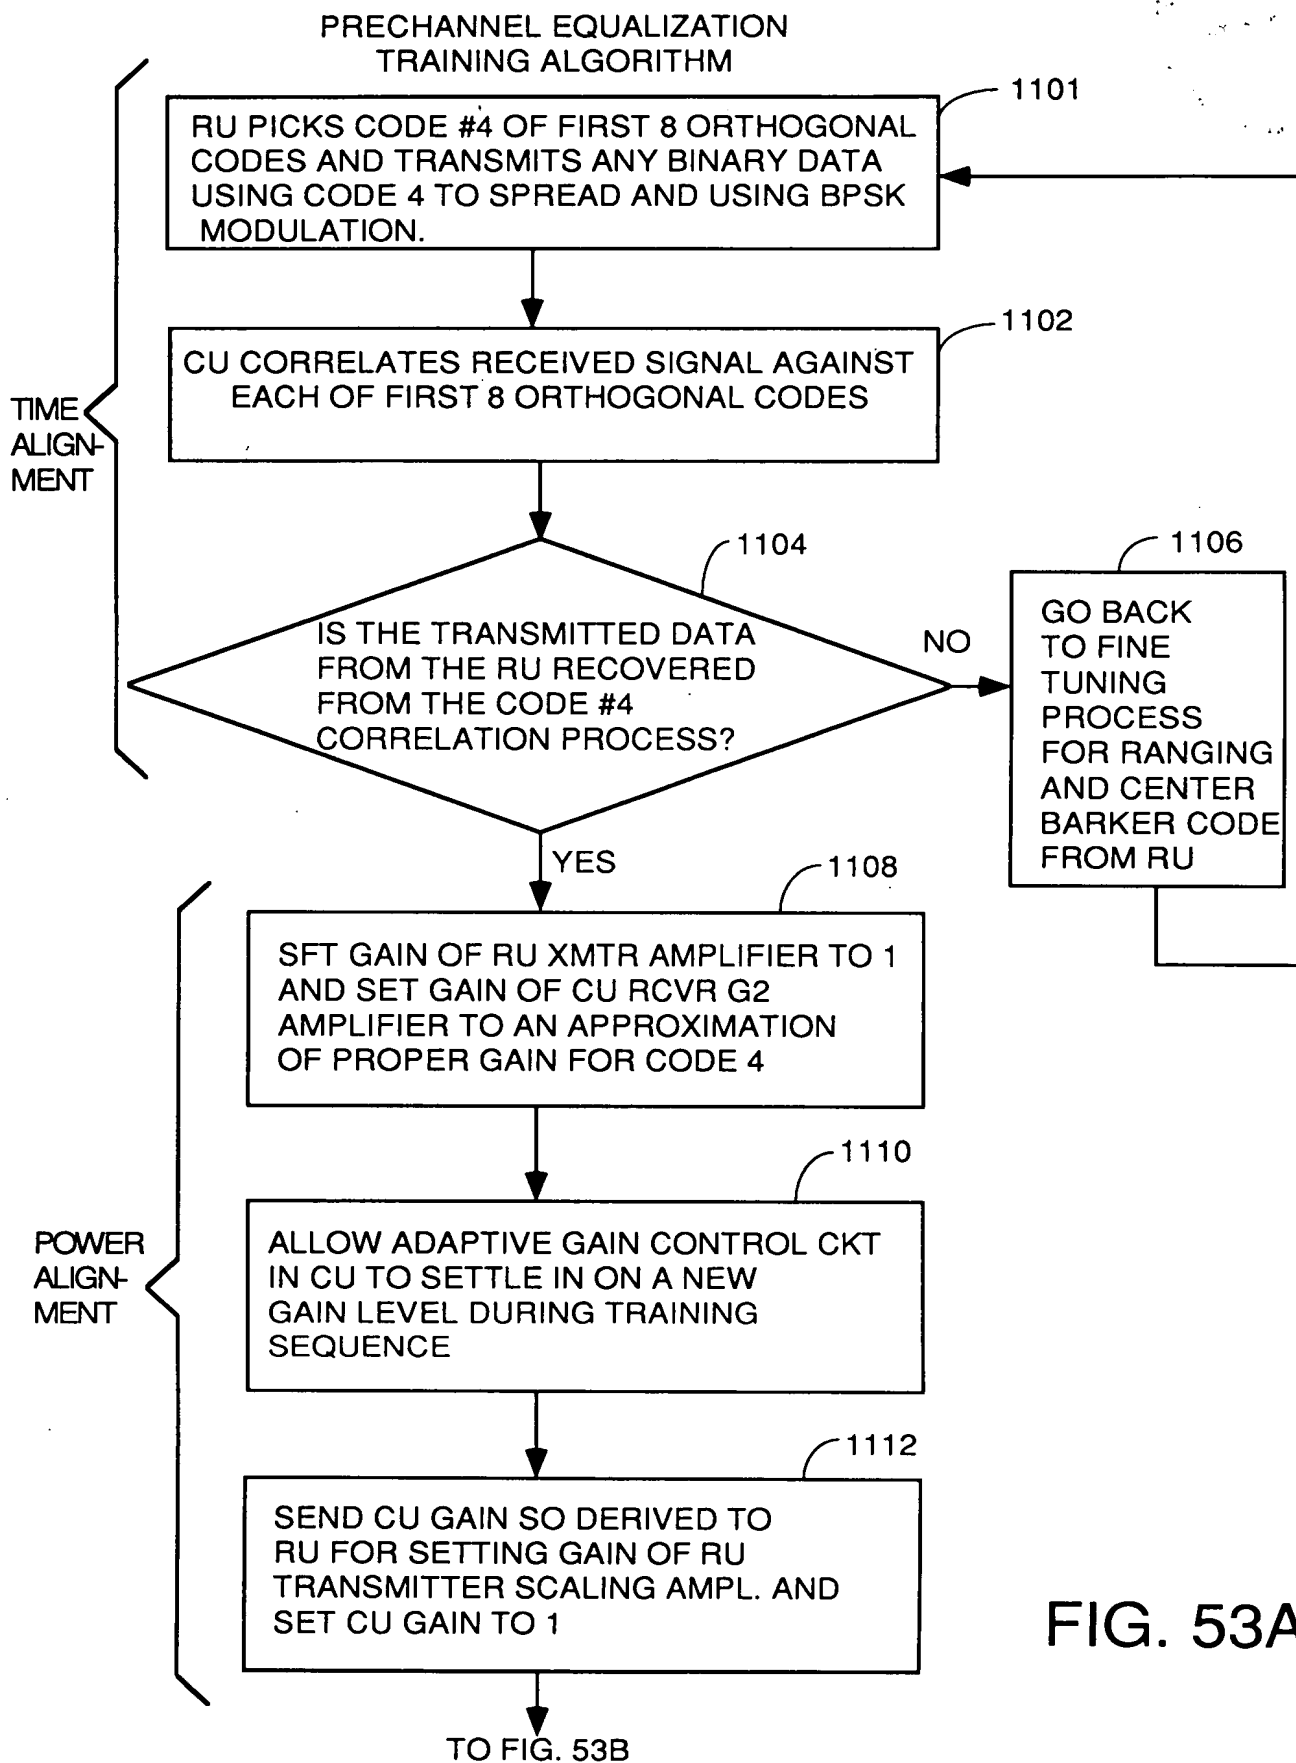 PRECHANNEL EQUALIZATION
TRAINING ALGORITHM
1101
RU PICKS CODE #4 OF FIRST 8 ORTHOGONAL
CODES AND TRANSMITS ANY BINARY DATA
USING CODE 4 TO SPREAD AND USING BPSK
MODULATION.
1102
CU CORRELATES RECEIVED SIGNAL AGAINST
EACH OF FIRST 8 ORTHOGONAL CODES
TIME
ALIGN-
MENT
1104
IS THE TRANSMITTED DATA
FROM THE RU RECOVERED
FROM THE CODE #4
CORRELATION PROCESS?
NO
1106
GO BACK
TO FINE
TUNING
PROCESS
FOR RANGING
AND CENTER
BARKER CODE
FROM RU
YES
1108
SFT GAIN OF RU XMTR AMPLIFIER TO 1
AND SET GAIN OF CU RCVR G2
AMPLIFIER TO AN APPROXIMATION
OF PROPER GAIN FOR CODE 4
1110
ALLOW ADAPTIVE GAIN CONTROL CKT
IN CU TO SETTLE IN ON A NEW
GAIN LEVEL DURING TRAINING
SEQUENCE
POWER
ALIGN-
MENT
1112
SEND CU GAIN SO DERIVED TO
RU FOR SETTING GAIN OF RU
TRANSMITTER SCALING AMPL. AND
SET CU GAIN TO 1
FIG. 53A
TO FIG. 53B